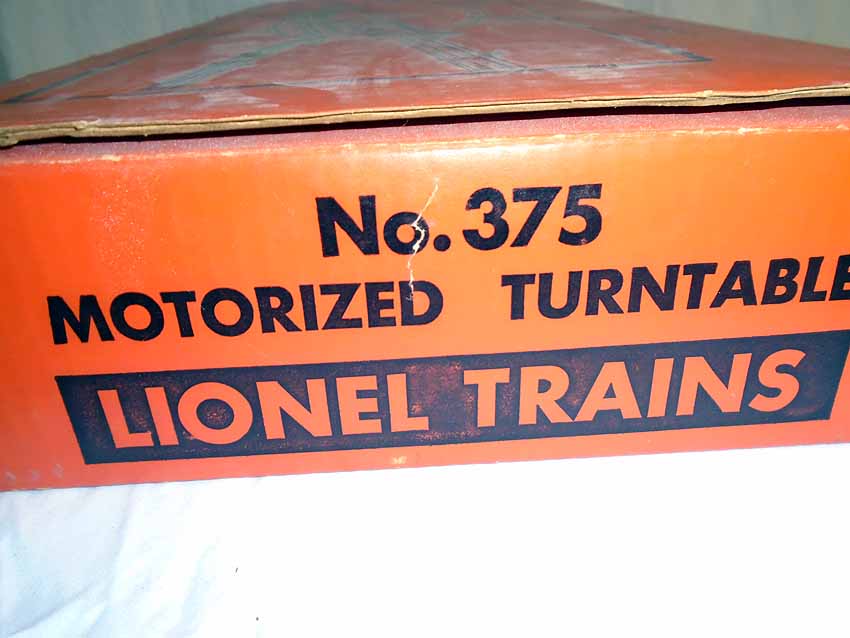 No. 375
MOTORIZED TURNTABLE
LIONEL TRAINS